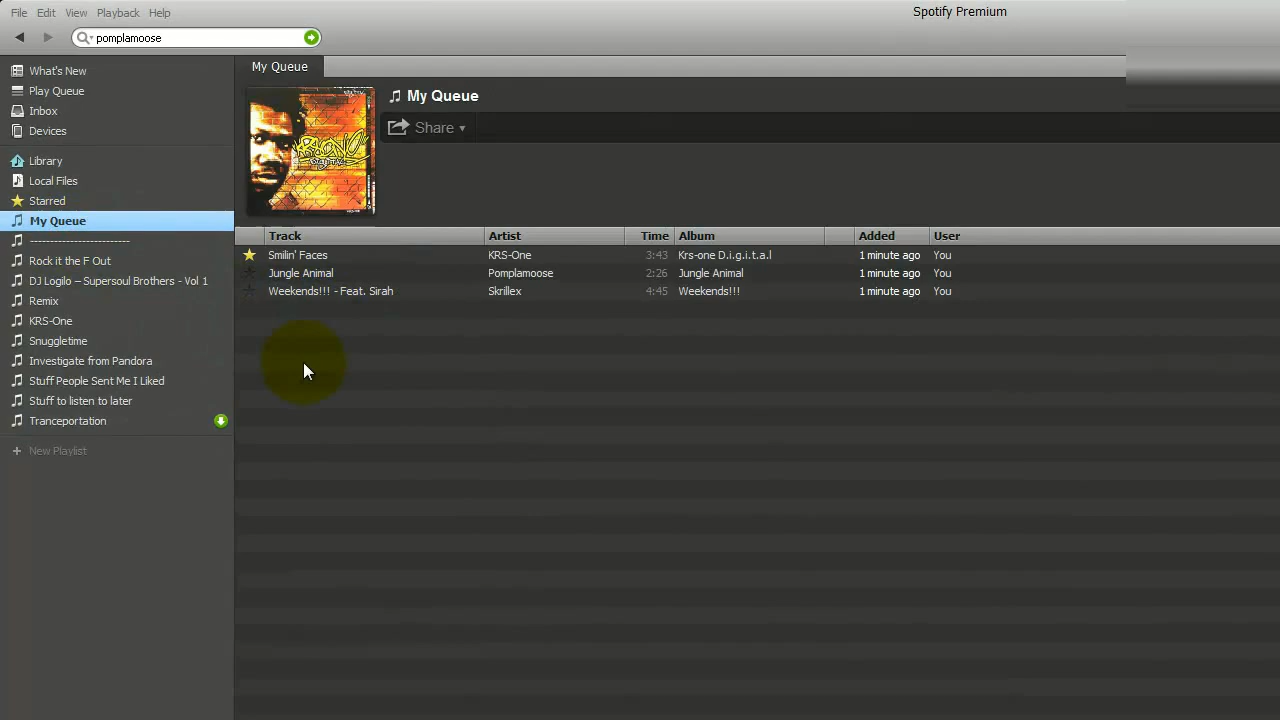 File Edit View Playback Help
Spotify Premium
pomplamoose
What's New
Play Queue
Inbox
Devices
Library
Local Files
Starred
My Queue
--------------------------
Rock it the F Out
DJ Logilo – Supersoul Brothers - Vol 1
Remix
KRS-One
Snuggletime
Investigate from Pandora
Stuff People Sent Me I Liked
Stuff to listen to later
Tranceportation
New Playlist
My Queue
My Queue
Share
Track Artist Time Album Added User
Smilin' Faces KRS-One 3:43 Krs-one D.i.g.i.t.a.l 1 minute ago You
Jungle Animal Pomplamoose 2:26 Jungle Animal 1 minute ago You
Weekends!!! - Feat. Sirah Skrillex 4:45 Weekends!!! 1 minute ago You